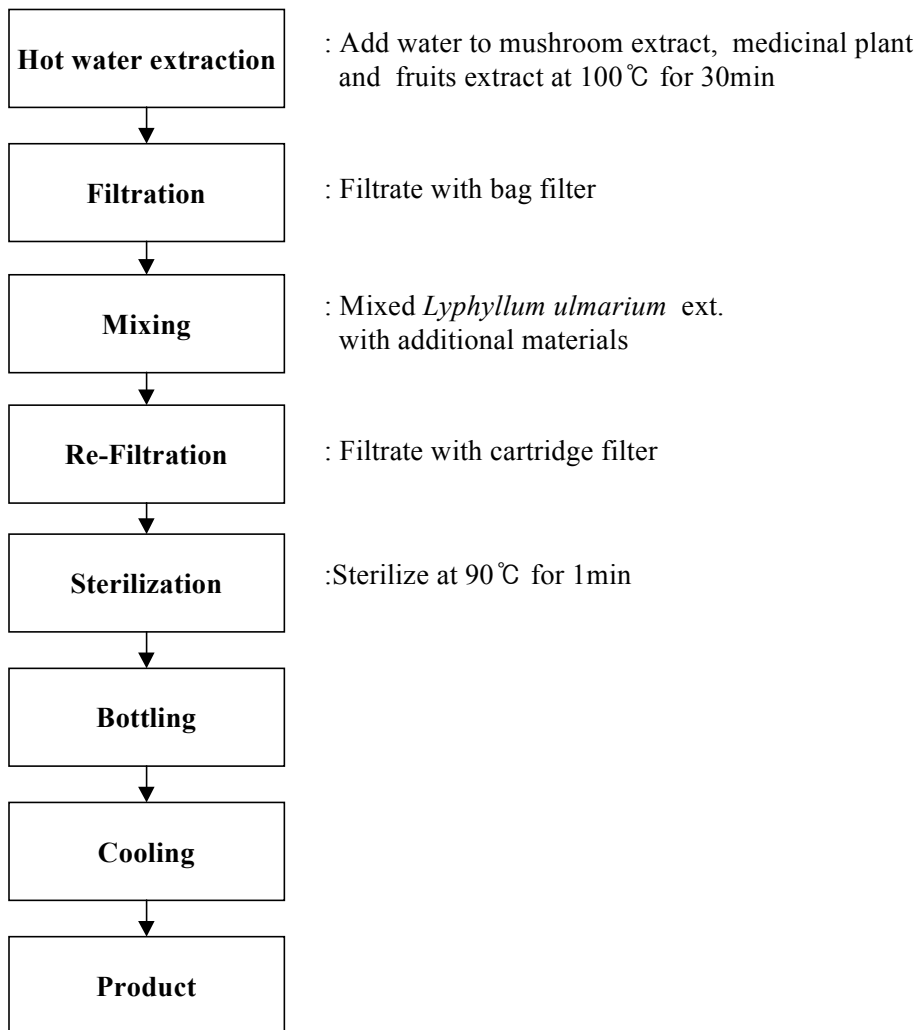 Hot water extraction
: Add water to mushroom extract, medicinal plant
and fruits extract at 100℃ for 30min
Filtration
: Filtrate with bag filter
Mixing
: Mixed Lyphyllum ulmarium ext.
with additional materials
Re-Filtration
: Filtrate with cartridge filter
Sterilization
:Sterilize at 90℃ for 1min
Bottling
Cooling
Product